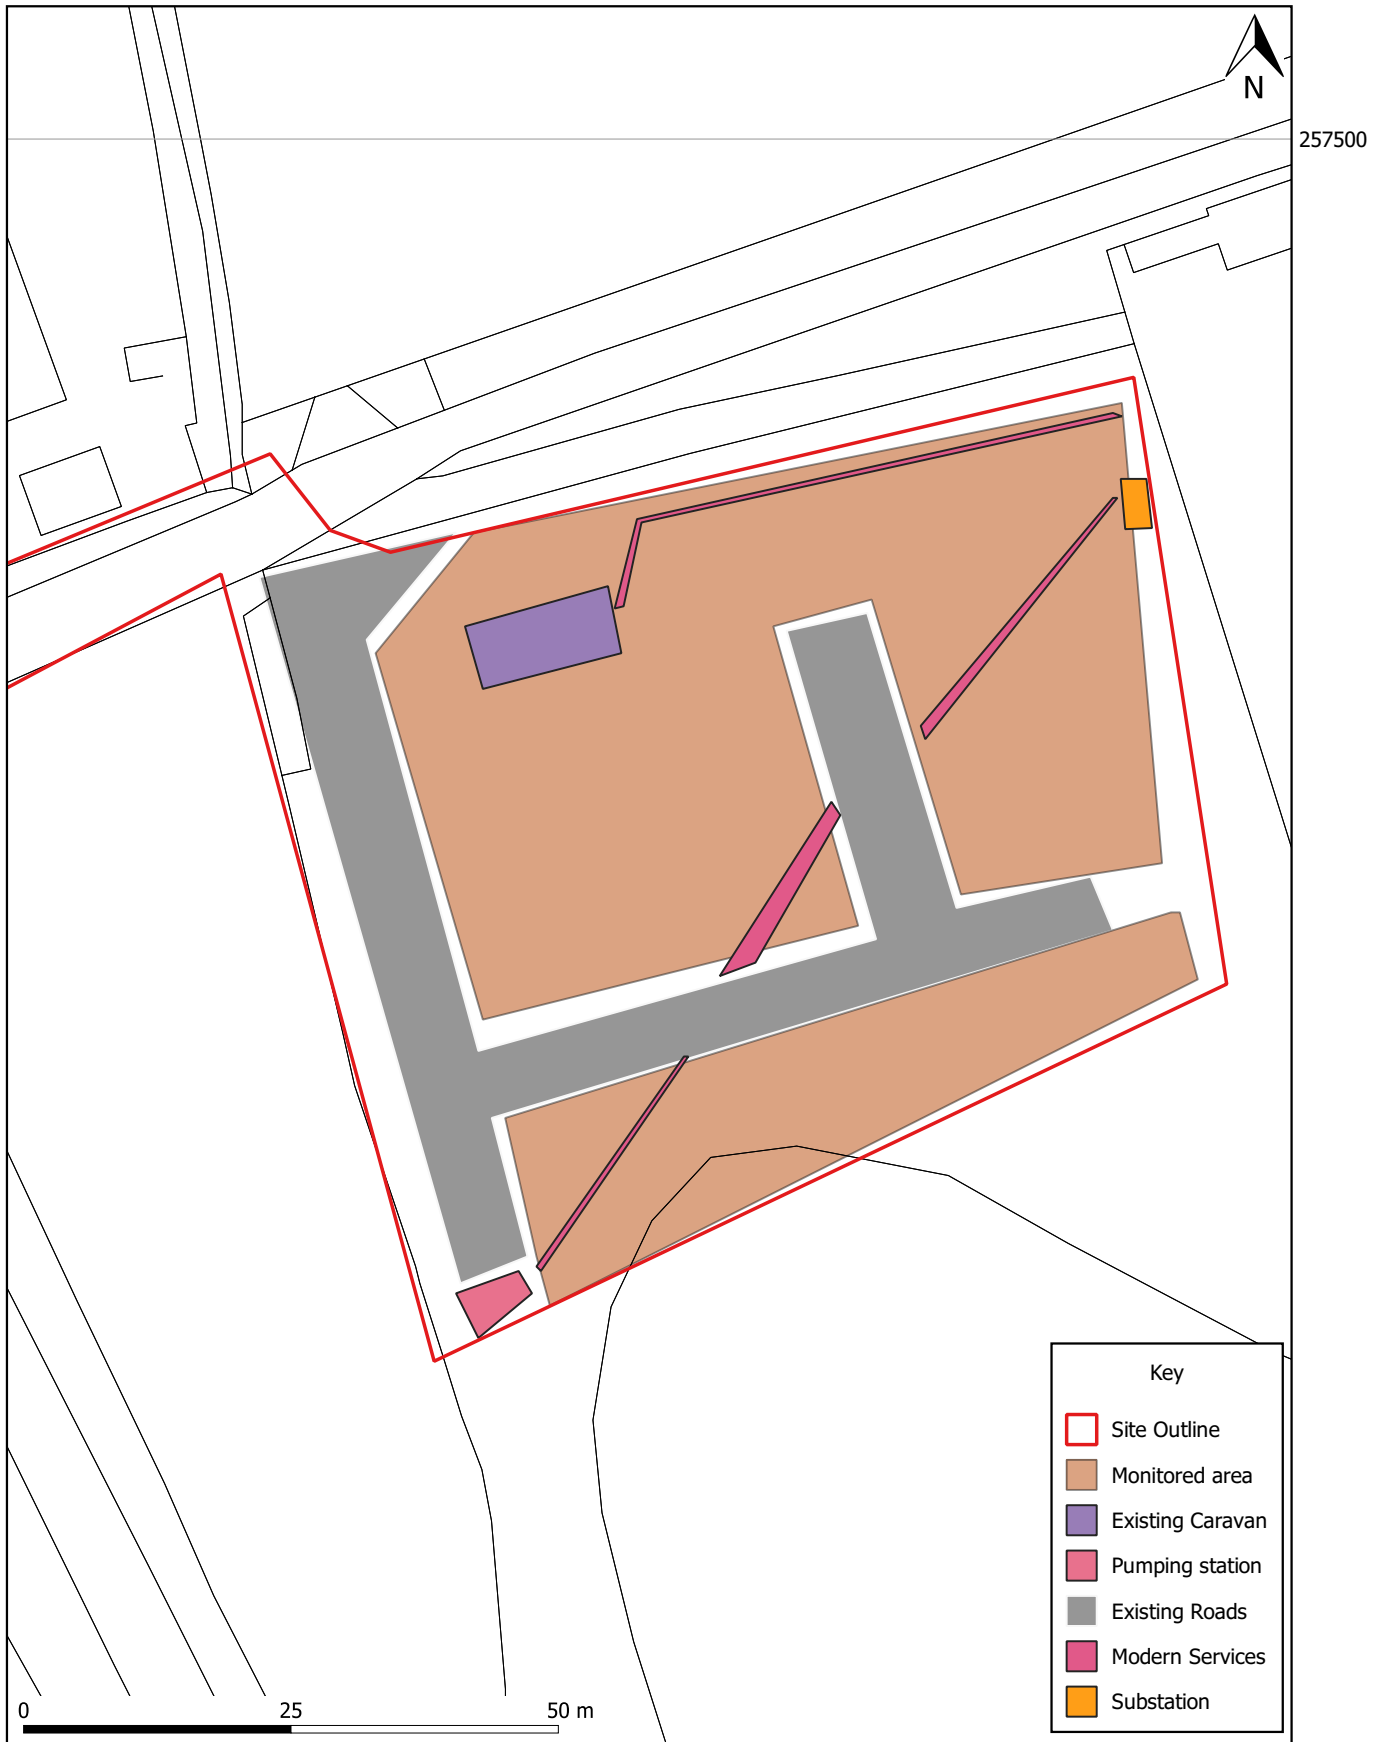 N
257500
Key
Site Outline
Monitored area
Existing Caravan
Pumping station
Existing Roads
Modern Services
Substation
0 25 50 m